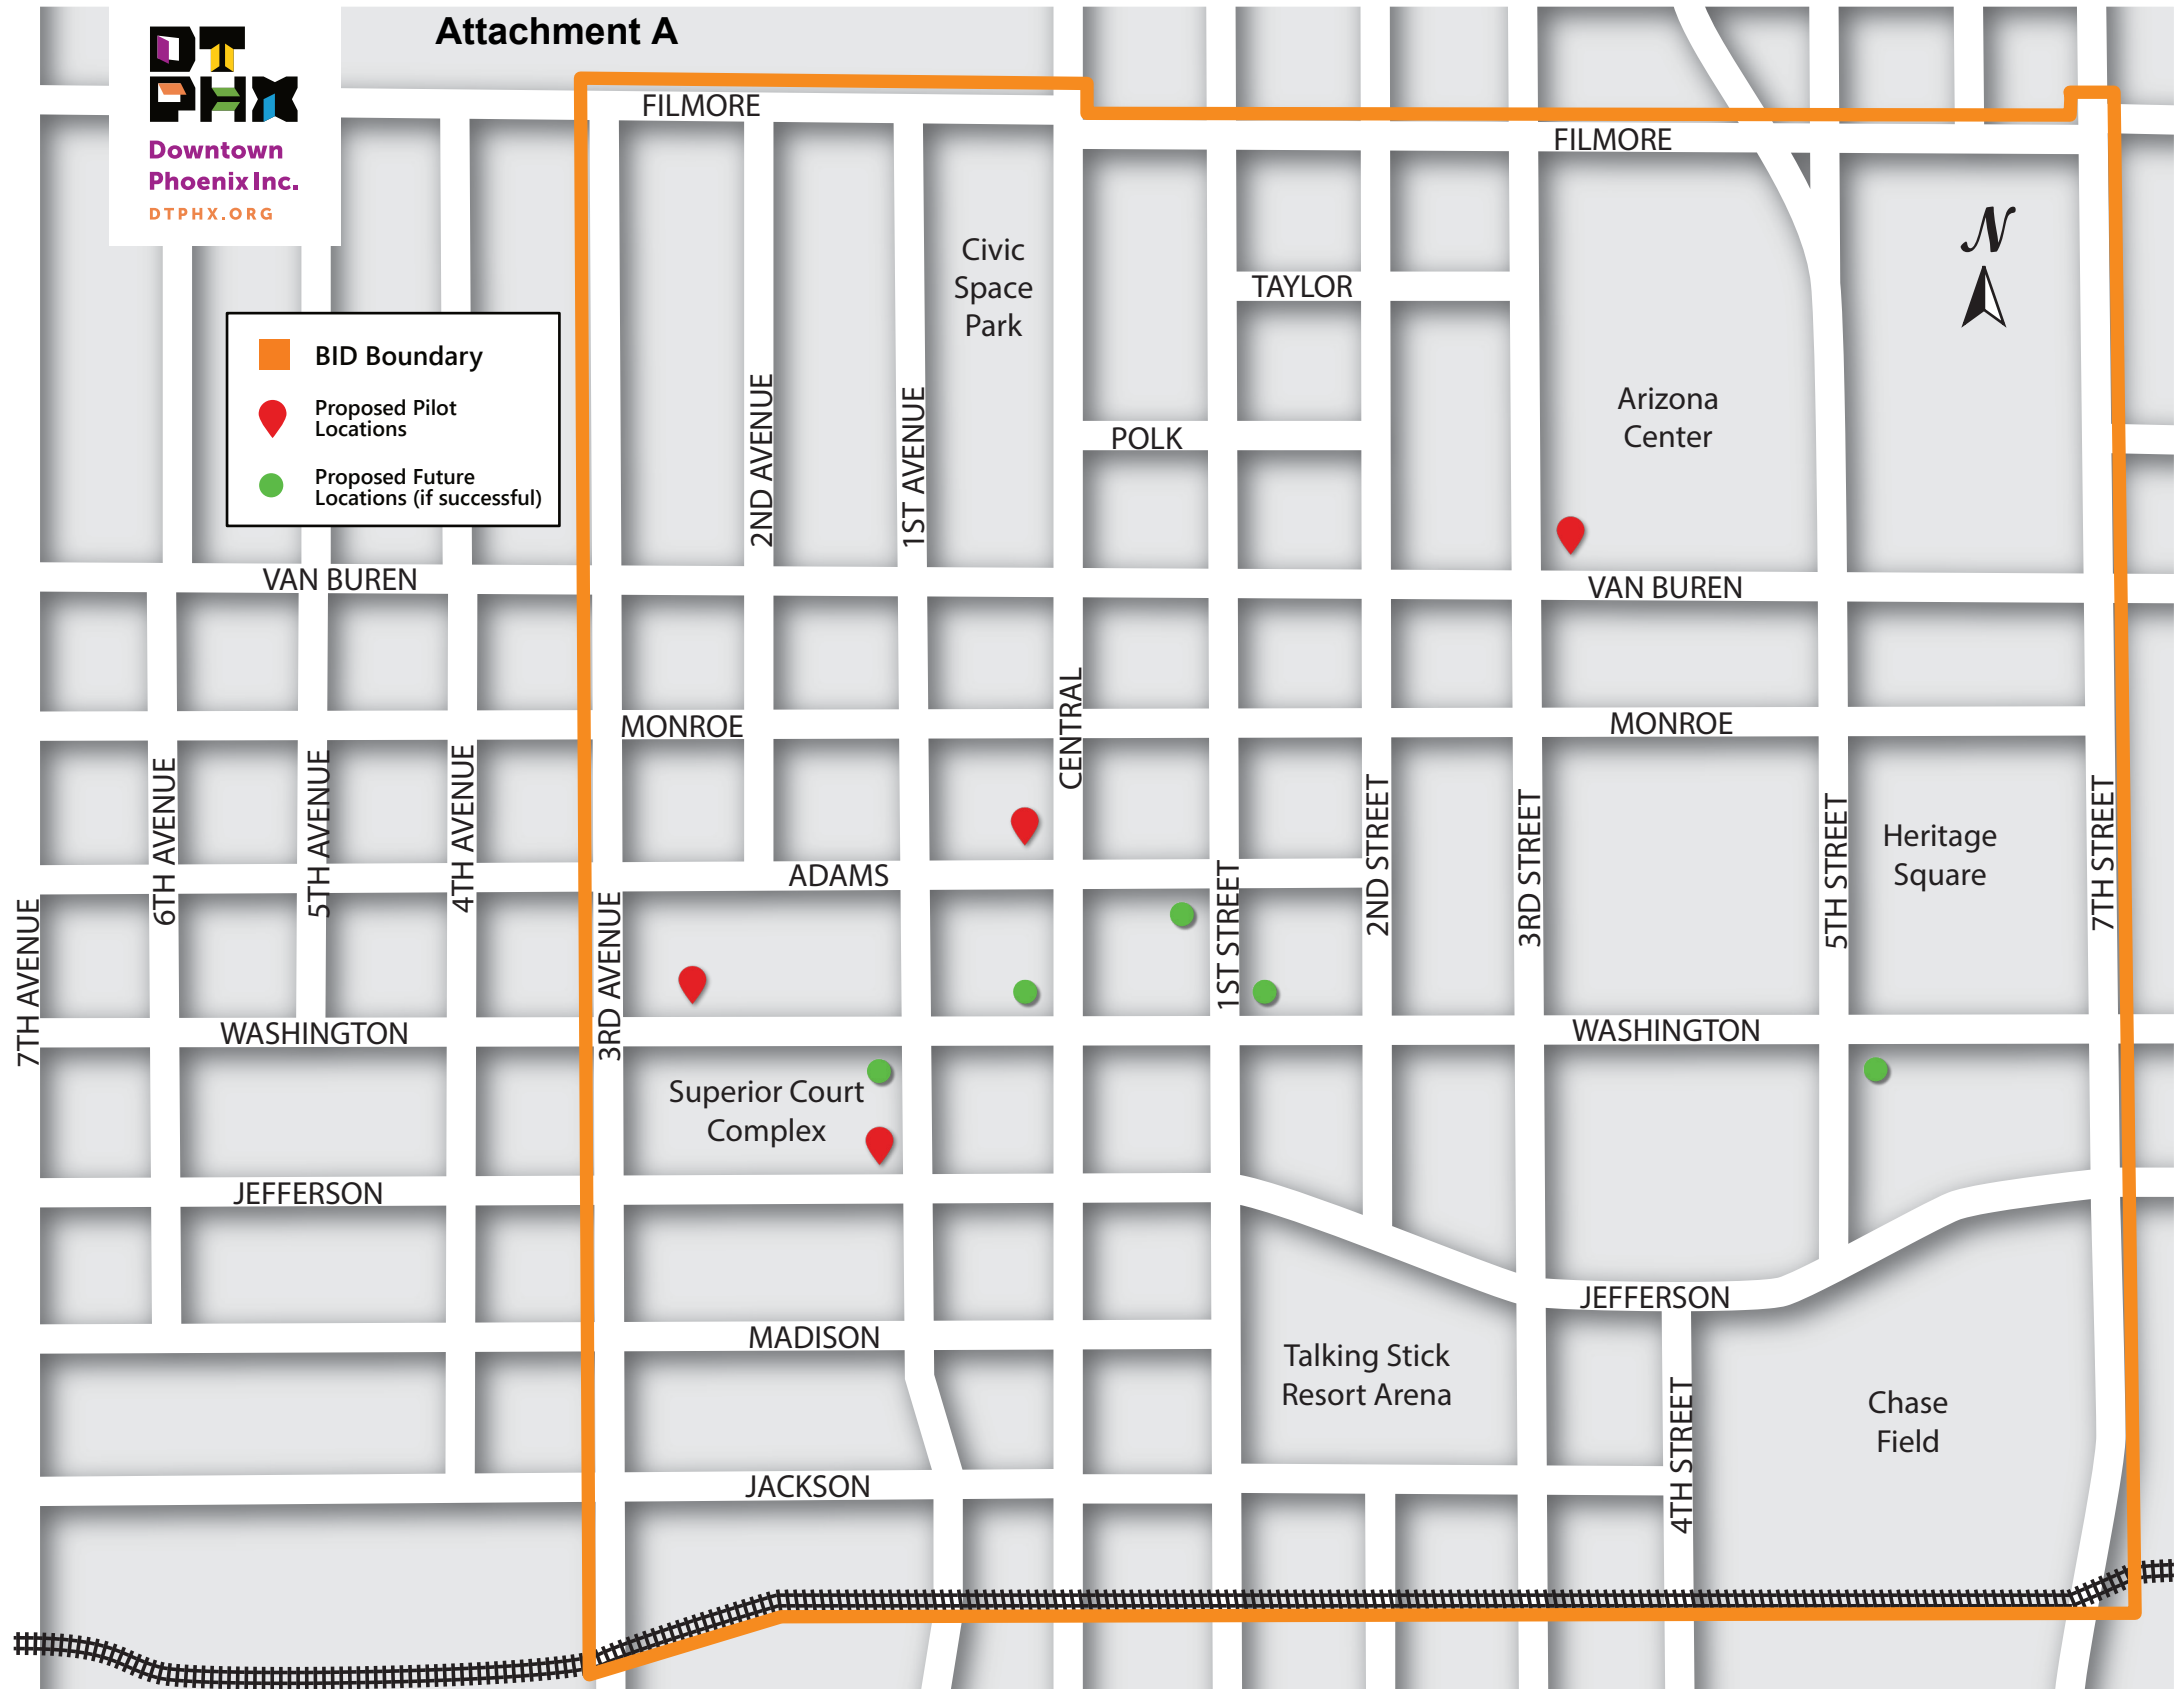 Attachment A
DT
PHX
Downtown
Phoenix Inc.
DTPHX.ORG
FILMORE
FILMORE
N
Civic
Space
Park
TAYLOR
BID Boundary
Proposed Pilot
Locations
Proposed Future
Locations (if successful)
Arizona
Center
POLK
2ND AVENUE
1ST AVENUE
VAN BUREN
VAN BUREN
CENTRAL
MONROE
MONROE
6TH AVENUE
5TH AVENUE
4TH AVENUE
2ND STREET
3RD STREET
5TH STREET
7TH STREET
Heritage
Square
ADAMS
7TH AVENUE
3RD AVENUE
1ST STREET
WASHINGTON
WASHINGTON
Superior Court
Complex
JEFFERSON
JEFFERSON
MADISON
Talking Stick
Resort Arena
4TH STREET
Chase
Field
JACKSON